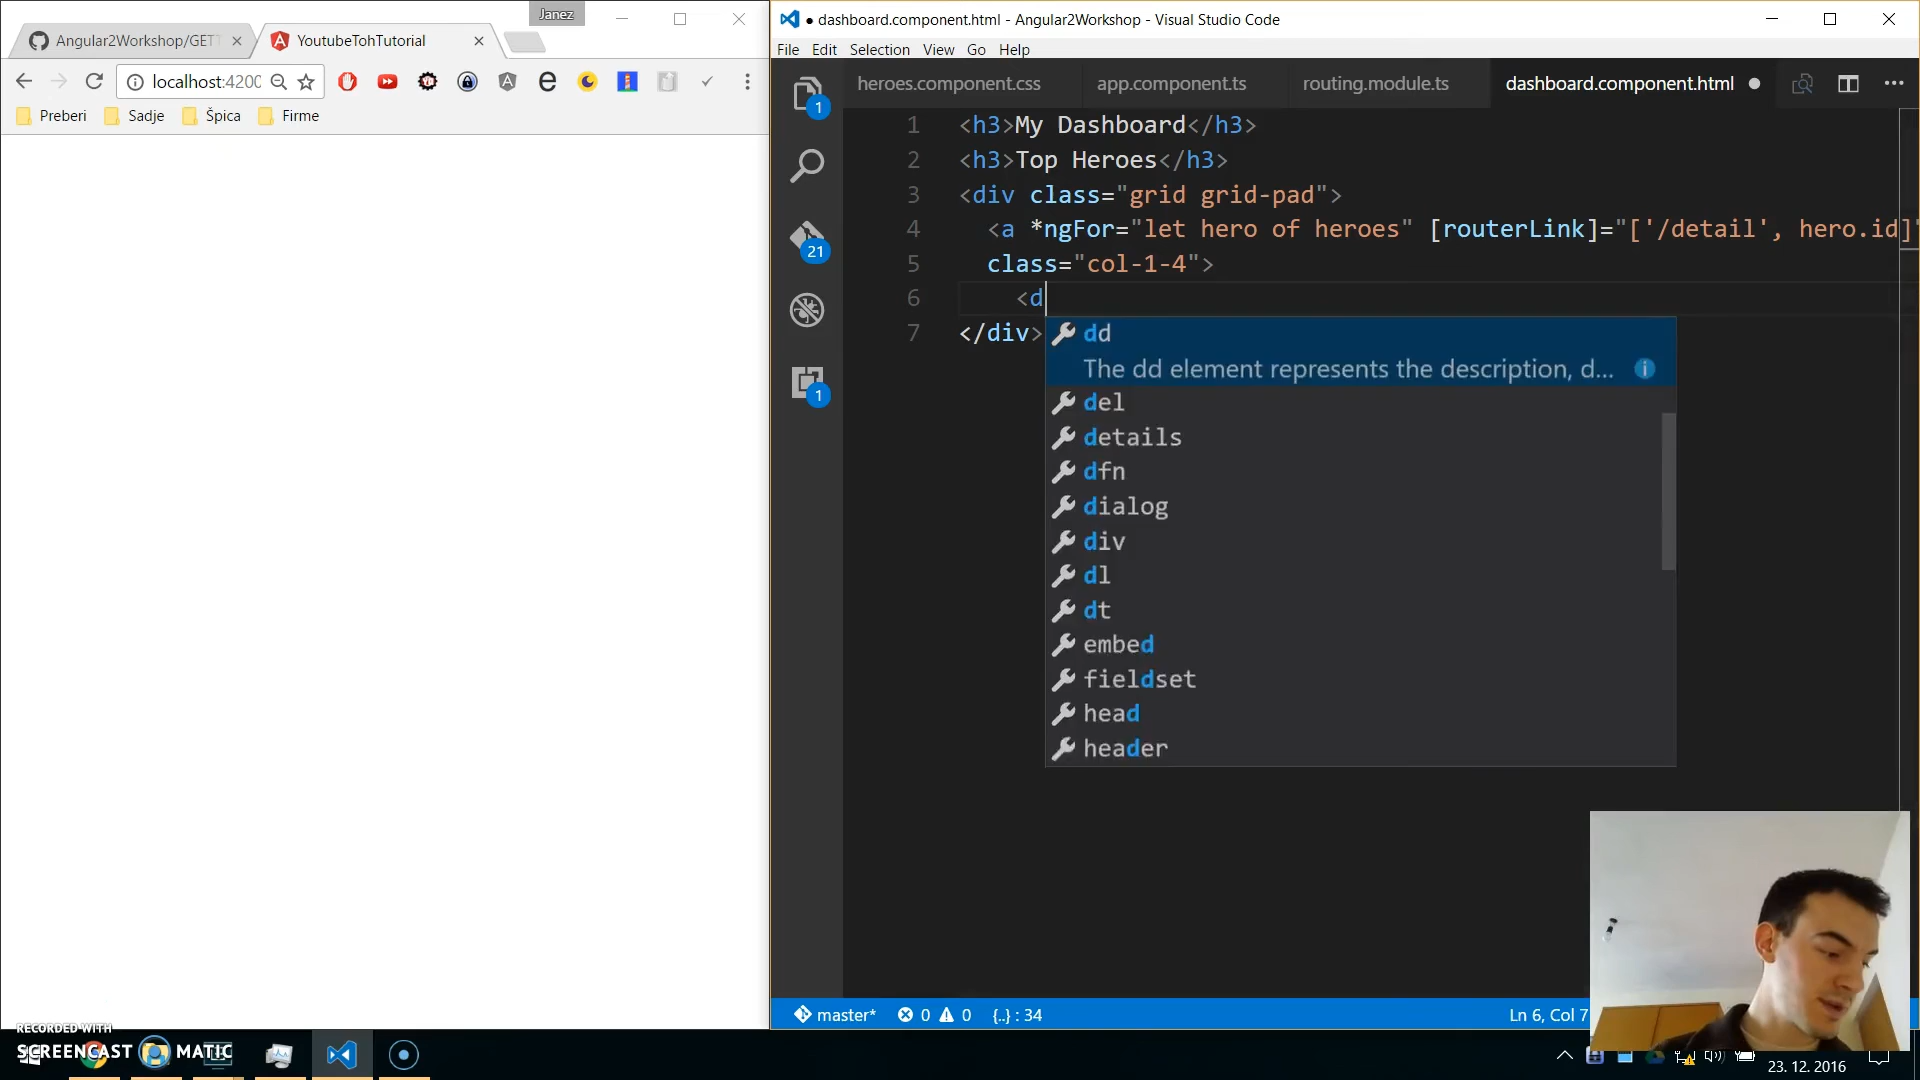 Janez
Angular2Workshop/GET
YoutubeTohTutorial
localhost:4200
Preberi
Sadje
Špica
Firme
dashboard.component.html - Angular2Workshop - Visual Studio Code
File Edit Selection View Go Help
heroes.component.css
app.component.ts
routing.module.ts
dashboard.component.html
1
21
1
1 <h3>My Dashboard</h3>
2 <h3>Top Heroes</h3>
3 <div class="grid grid-pad">
4 <a *ngFor="let hero of heroes" [routerLink]="['/detail', hero.id]"
5 class="col-1-4">
6 <d
7 </div>
dd
The dd element represents the description, d...
del
details
dfn
dialog
div
dl
dt
embed
fieldset
head
header
master* 0 0 {..} : 34
Ln 6, Col 7
RECORDED WITH
SCREENCAST MATIC
23. 12. 2016